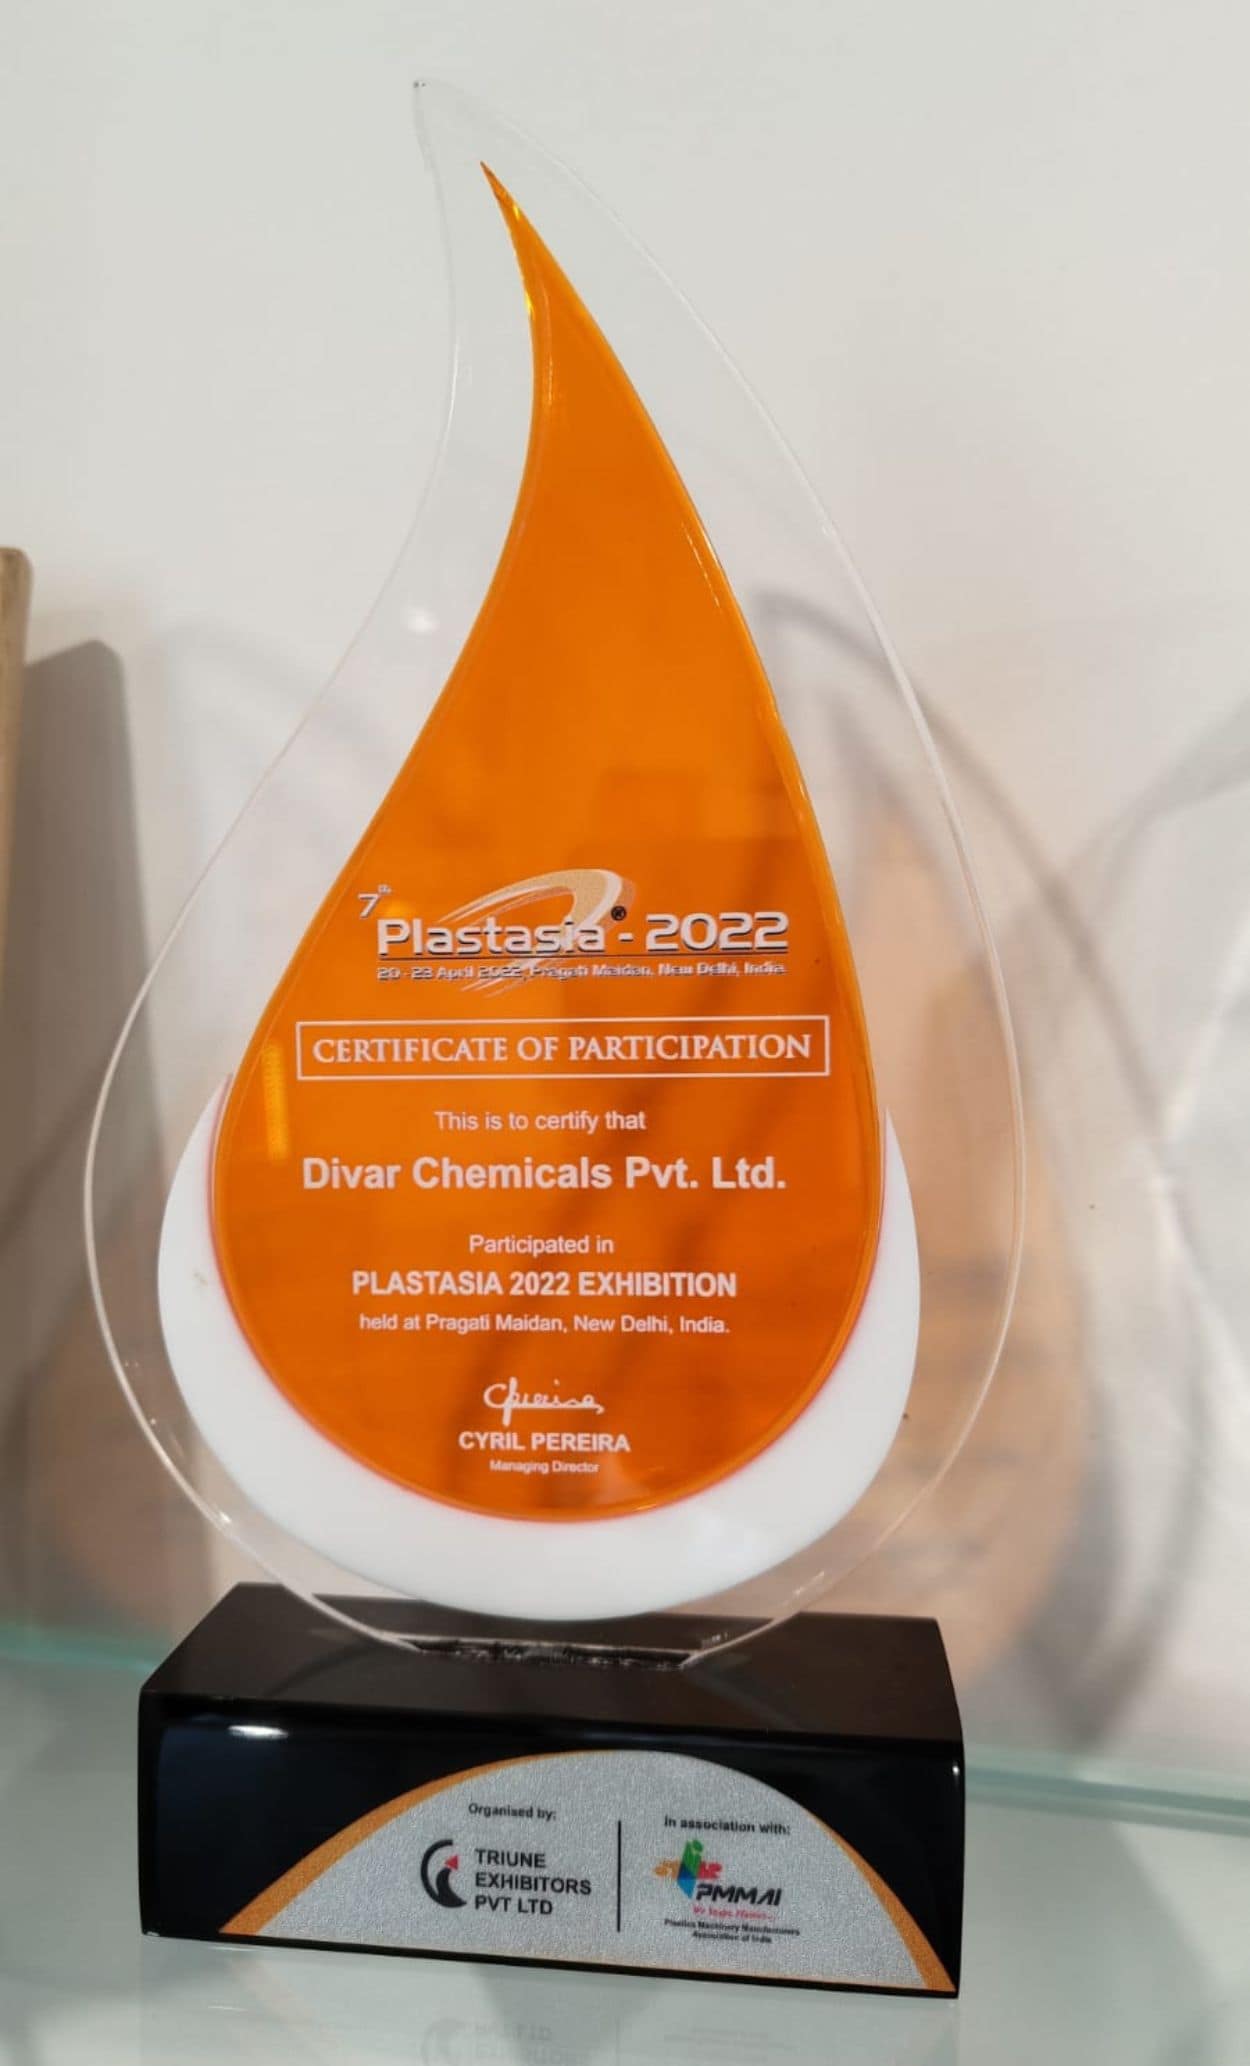 7th
Plastasia® - 2022
20 - 23 April 2022, Pragati Maidan, New Delhi, India
CERTIFICATE OF PARTICIPATION
This is to certify that
Divar Chemicals Pvt. Ltd.
Participated in
PLASTASIA 2022 EXHIBITION
held at Pragati Maidan, New Delhi, India.
CYRIL PEREIRA
Managing Director
Organised by:
TRIUNE
EXHIBITORS
PVT LTD
In association with:
PMMAI
Plastics Machinery Manufacturers
Association of India